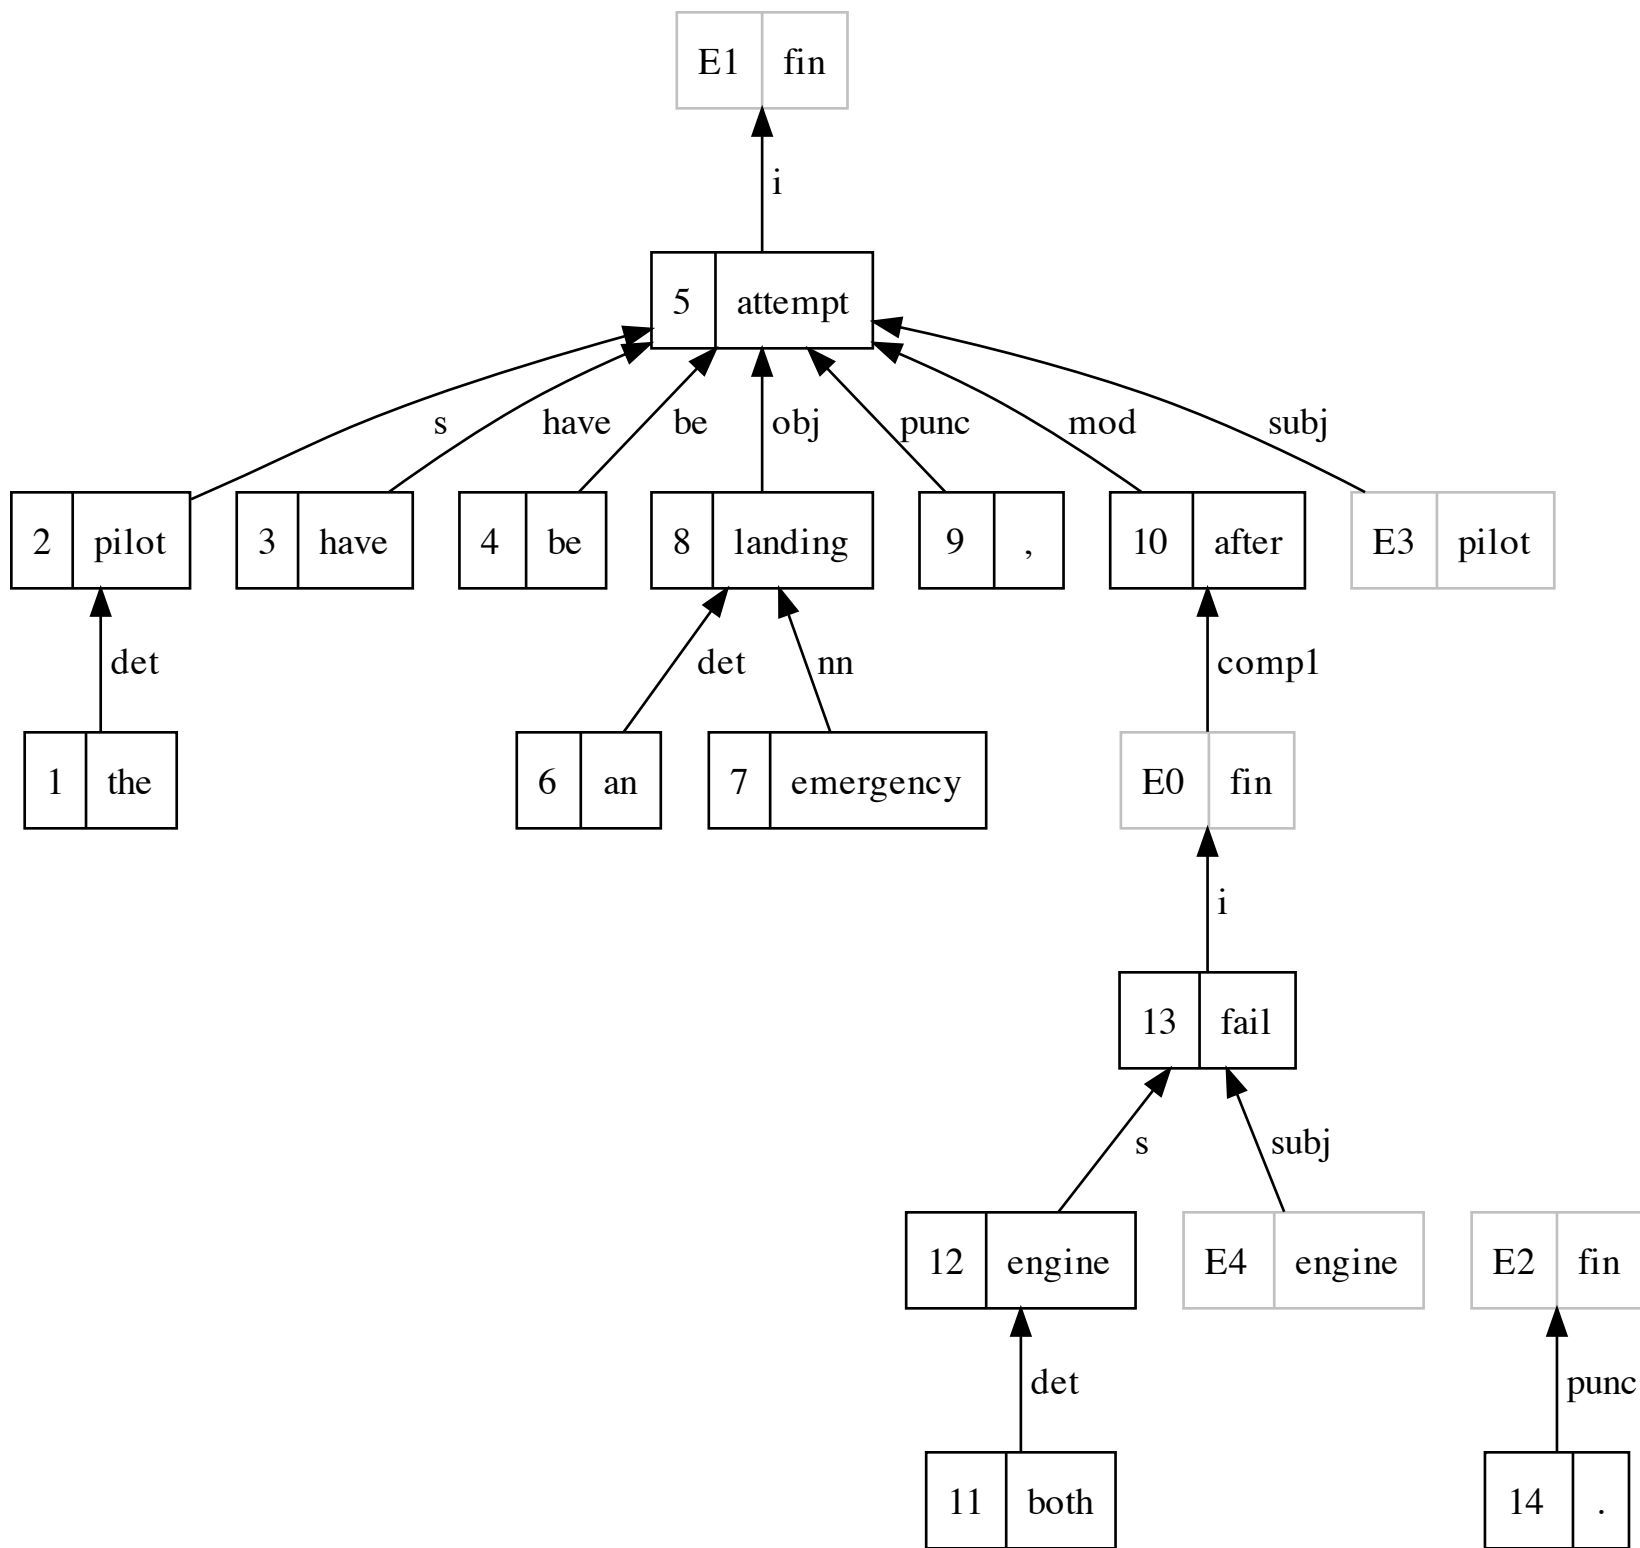 E1 fin
i
5 attempt
s have be obj punc mod subj
2 pilot 3 have 4 be 8 landing 9 , 10 after E3 pilot
det det nn comp1
1 the 6 an 7 emergency E0 fin
i
13 fail
s subj
12 engine E4 engine E2 fin
det punc
11 both 14 .